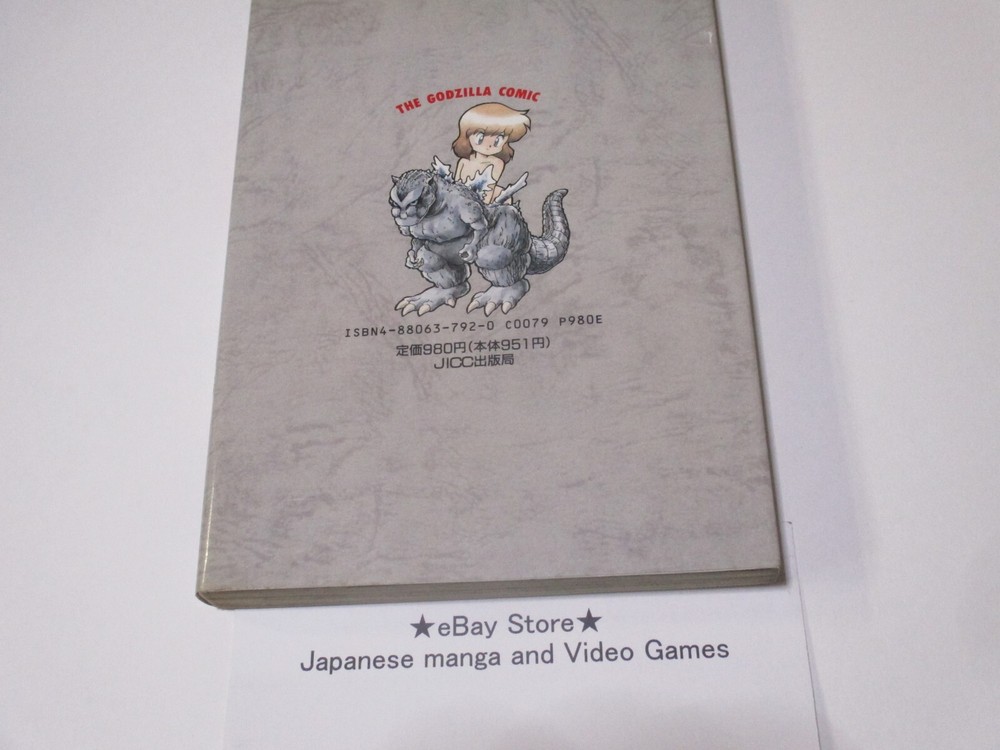 THE GODZILLA COMIC
ISBN4-88063-792-0 C0079 P980E
定価980円(本体951円)
JICC出版局
★eBay Store★
Japanese manga and Video Games